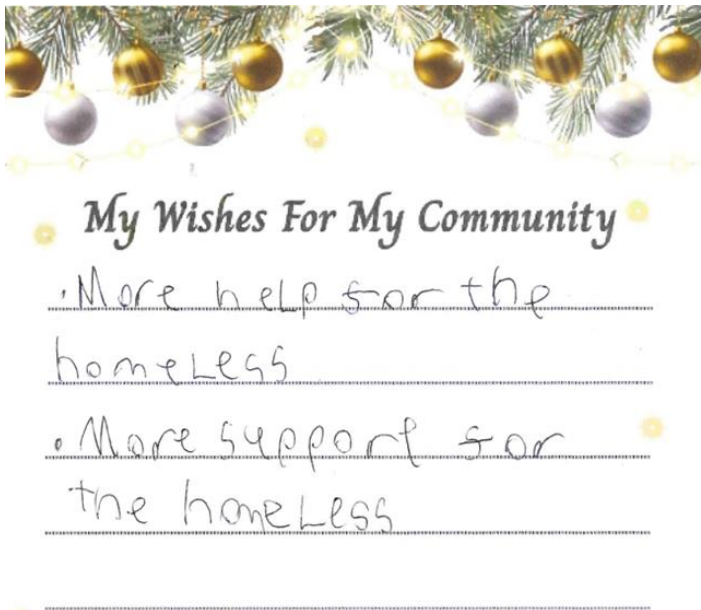 My Wishes For My Community
·More help for the
homeLess
·More support for
the homeLess